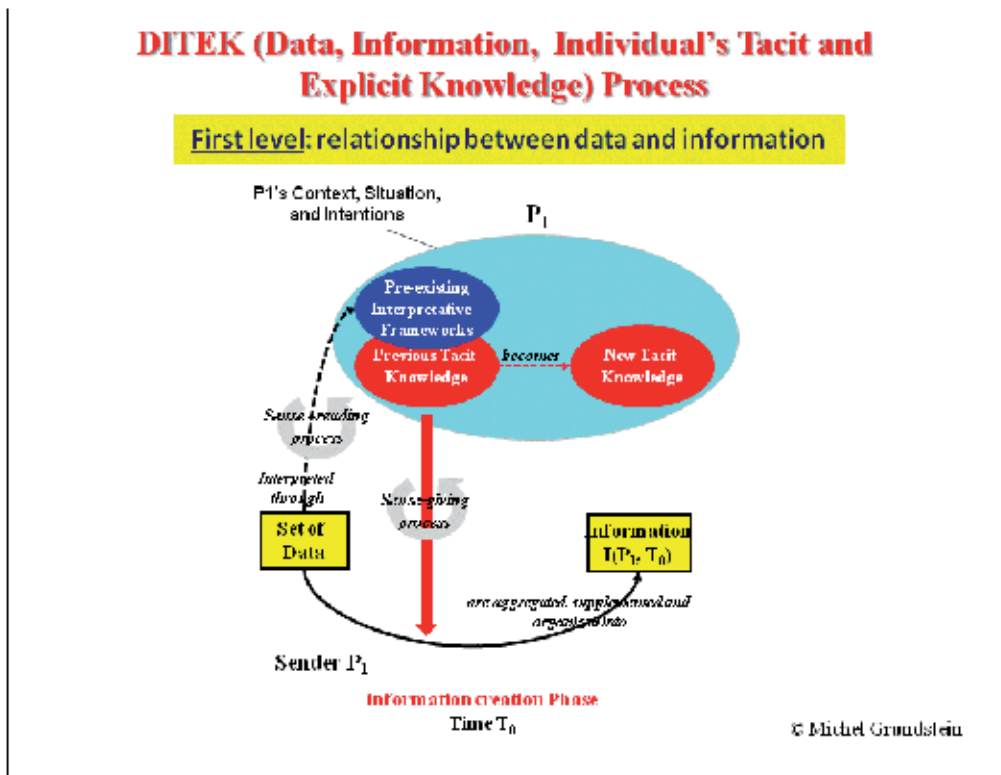 DITEK (Data, Information, Individual's Tacit and
Explicit Knowledge) Process
First level: relationship between data and information
P1's Context, Situation,
and Intentions
P1
Pre-existing
Interpretative
Frameworks
Previous Tacit
Knowledge
becomes
New Tacit
Knowledge
Sense-reading
process
Interpreted
through
Sense-giving
process
Set of
Data
Information
I(P1, T0)
are aggregated, supplemented and
organised into
Sender P1
Information creation Phase
Time T0
© Michel Grundstein